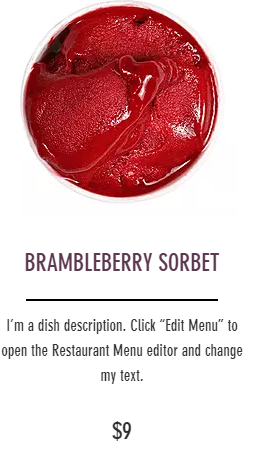 BRAMBLEBERRY SORBET
I'm a dish description. Click “Edit Menu” to
open the Restaurant Menu editor and change
my text.
$9